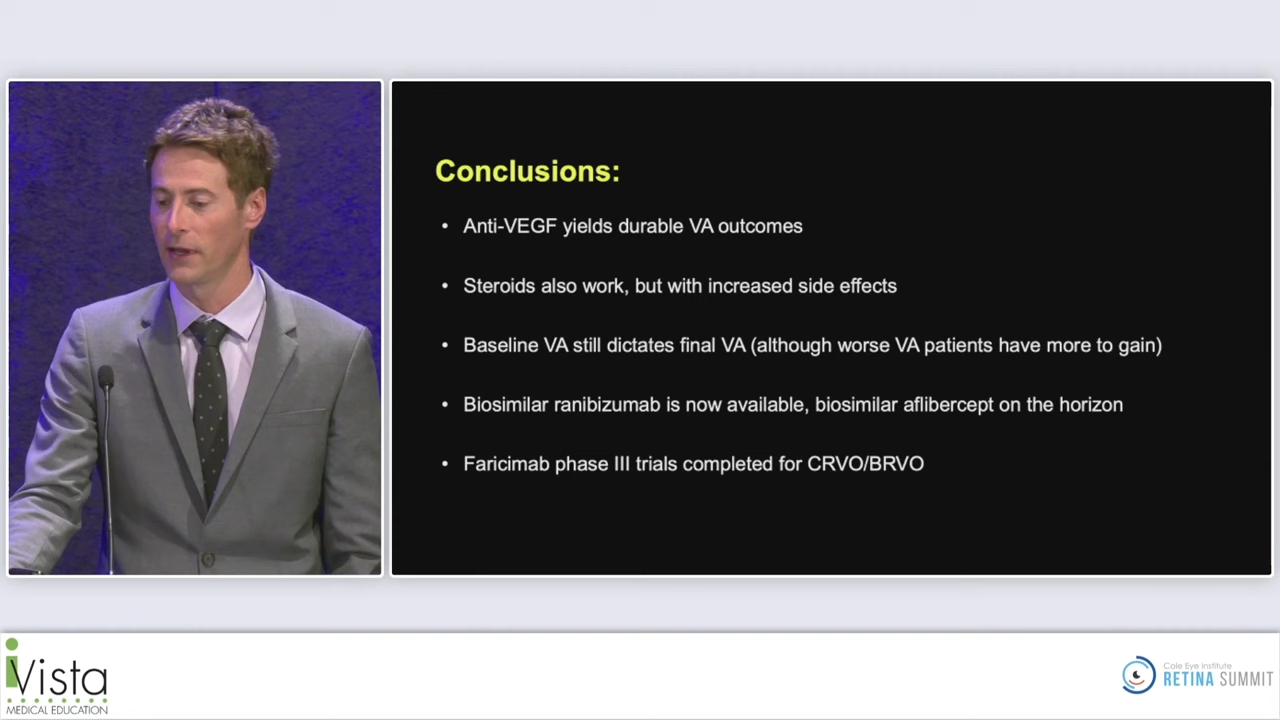 Conclusions:
• Anti-VEGF yields durable VA outcomes
• Steroids also work, but with increased side effects
• Baseline VA still dictates final VA (although worse VA patients have more to gain)
• Biosimilar ranibizumab is now available, biosimilar aflibercept on the horizon
• Faricimab phase III trials completed for CRVO/BRVO
iVista
MEDICAL EDUCATION
Cole Eye Institute
RETINA SUMMIT